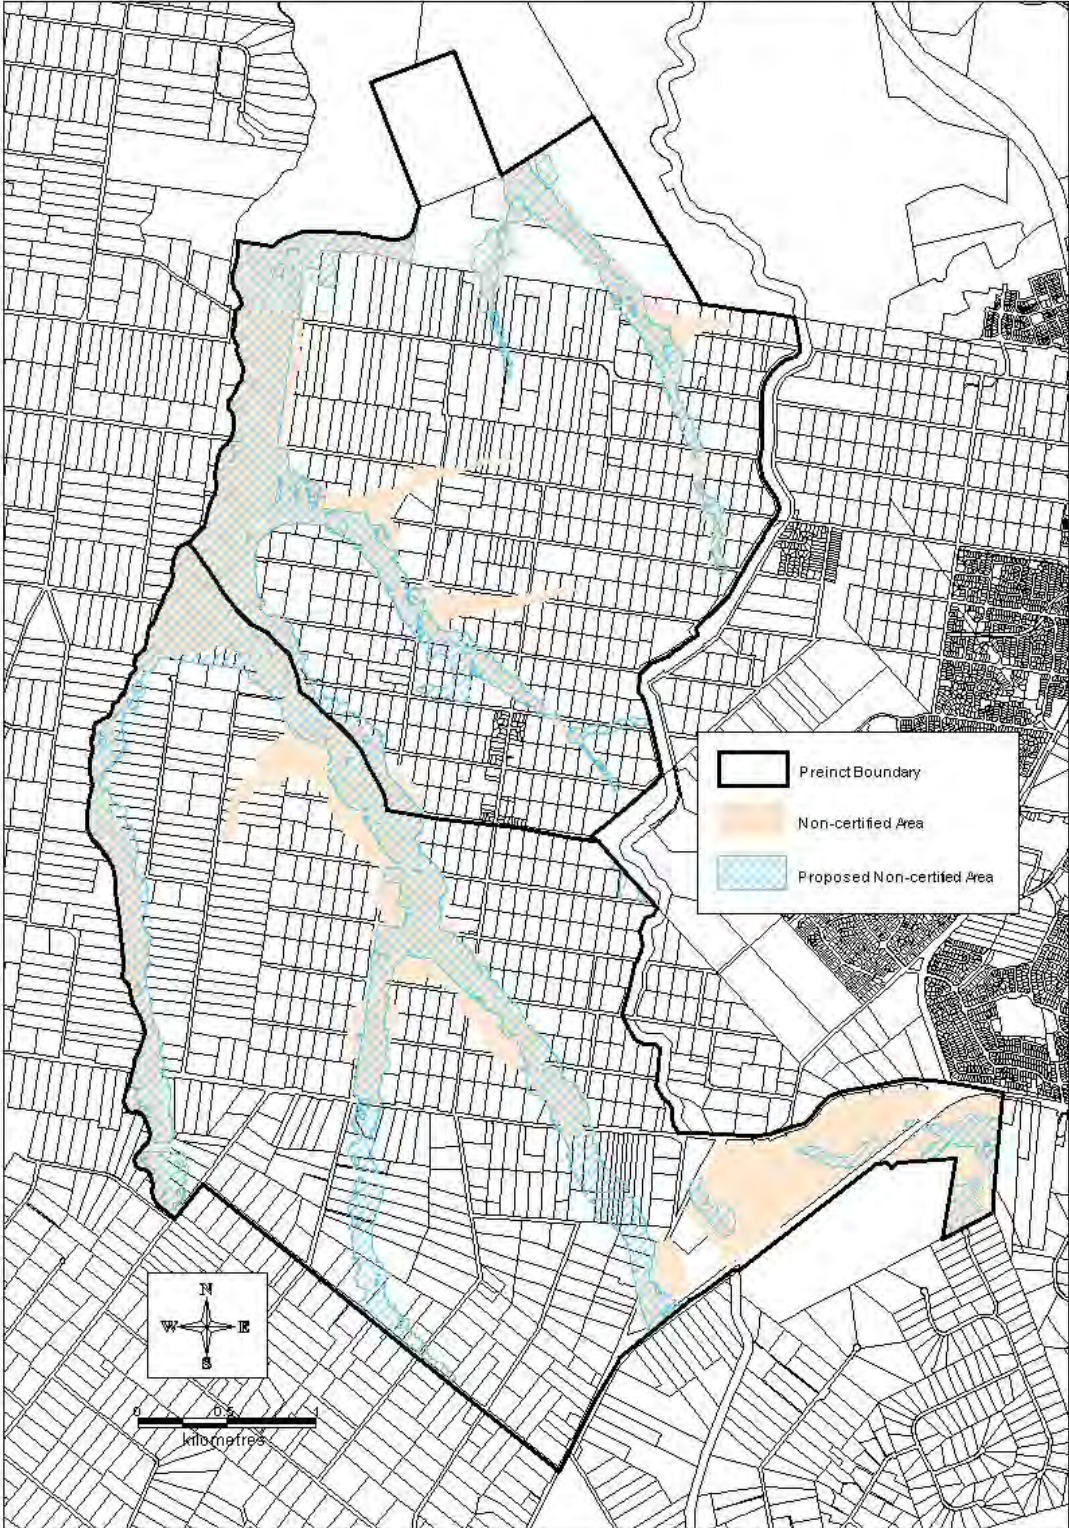 Preinct Boundary
Non-certified Area
Proposed Non-certified Area
N
W E
S
0 0.5 1
kilometres